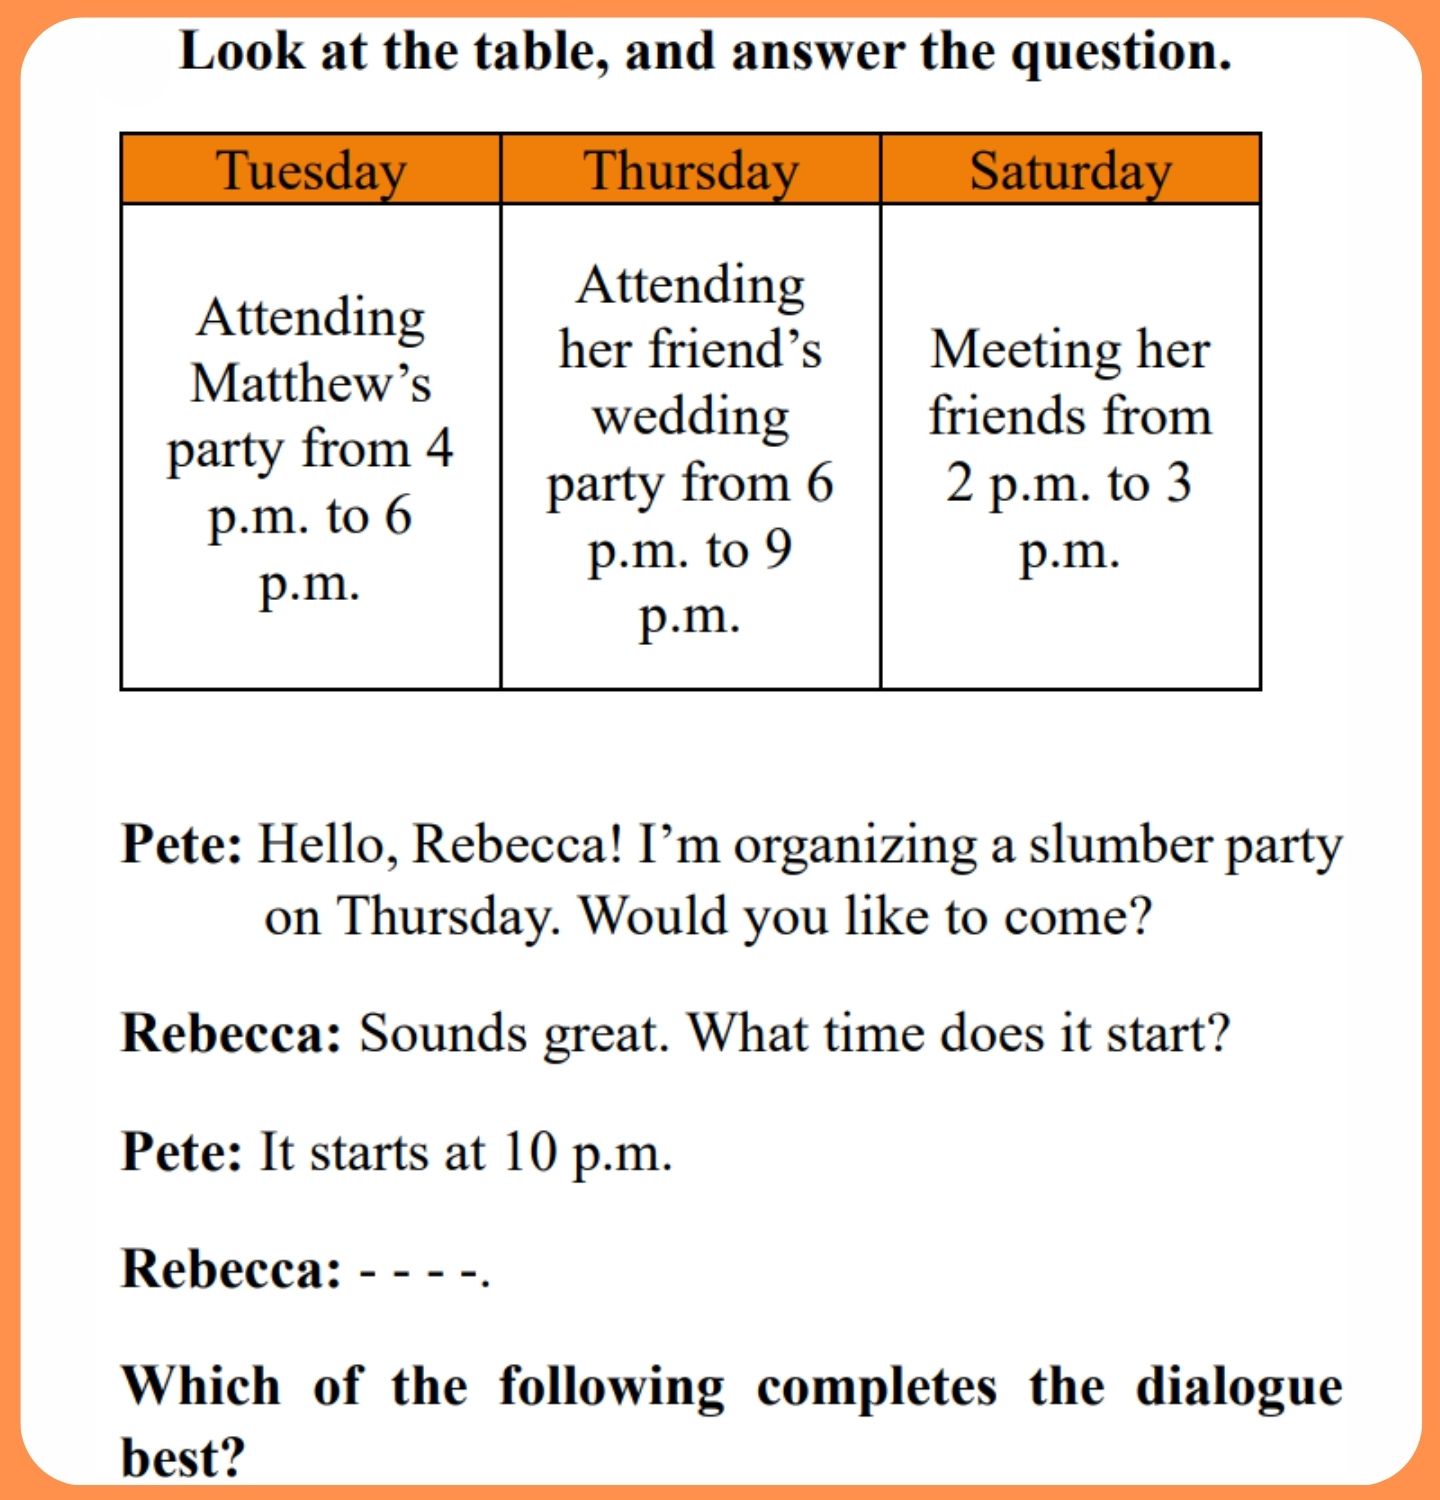 Look at the table, and answer the question.
Tuesday
Thursday
Saturday
Attending
Matthew's
party from 4
p.m. to 6
p.m.
Attending
her friend's
wedding
party from 6
p.m. to 9
p.m.
Meeting her
friends from
2 p.m. to 3
p.m.
Pete: Hello, Rebecca! I'm organizing a slumber party
on Thursday. Would you like to come?
Rebecca: Sounds great. What time does it start?
Pete: It starts at 10 p.m.
Rebecca: - - - -.
Which of the following completes the dialogue
best?